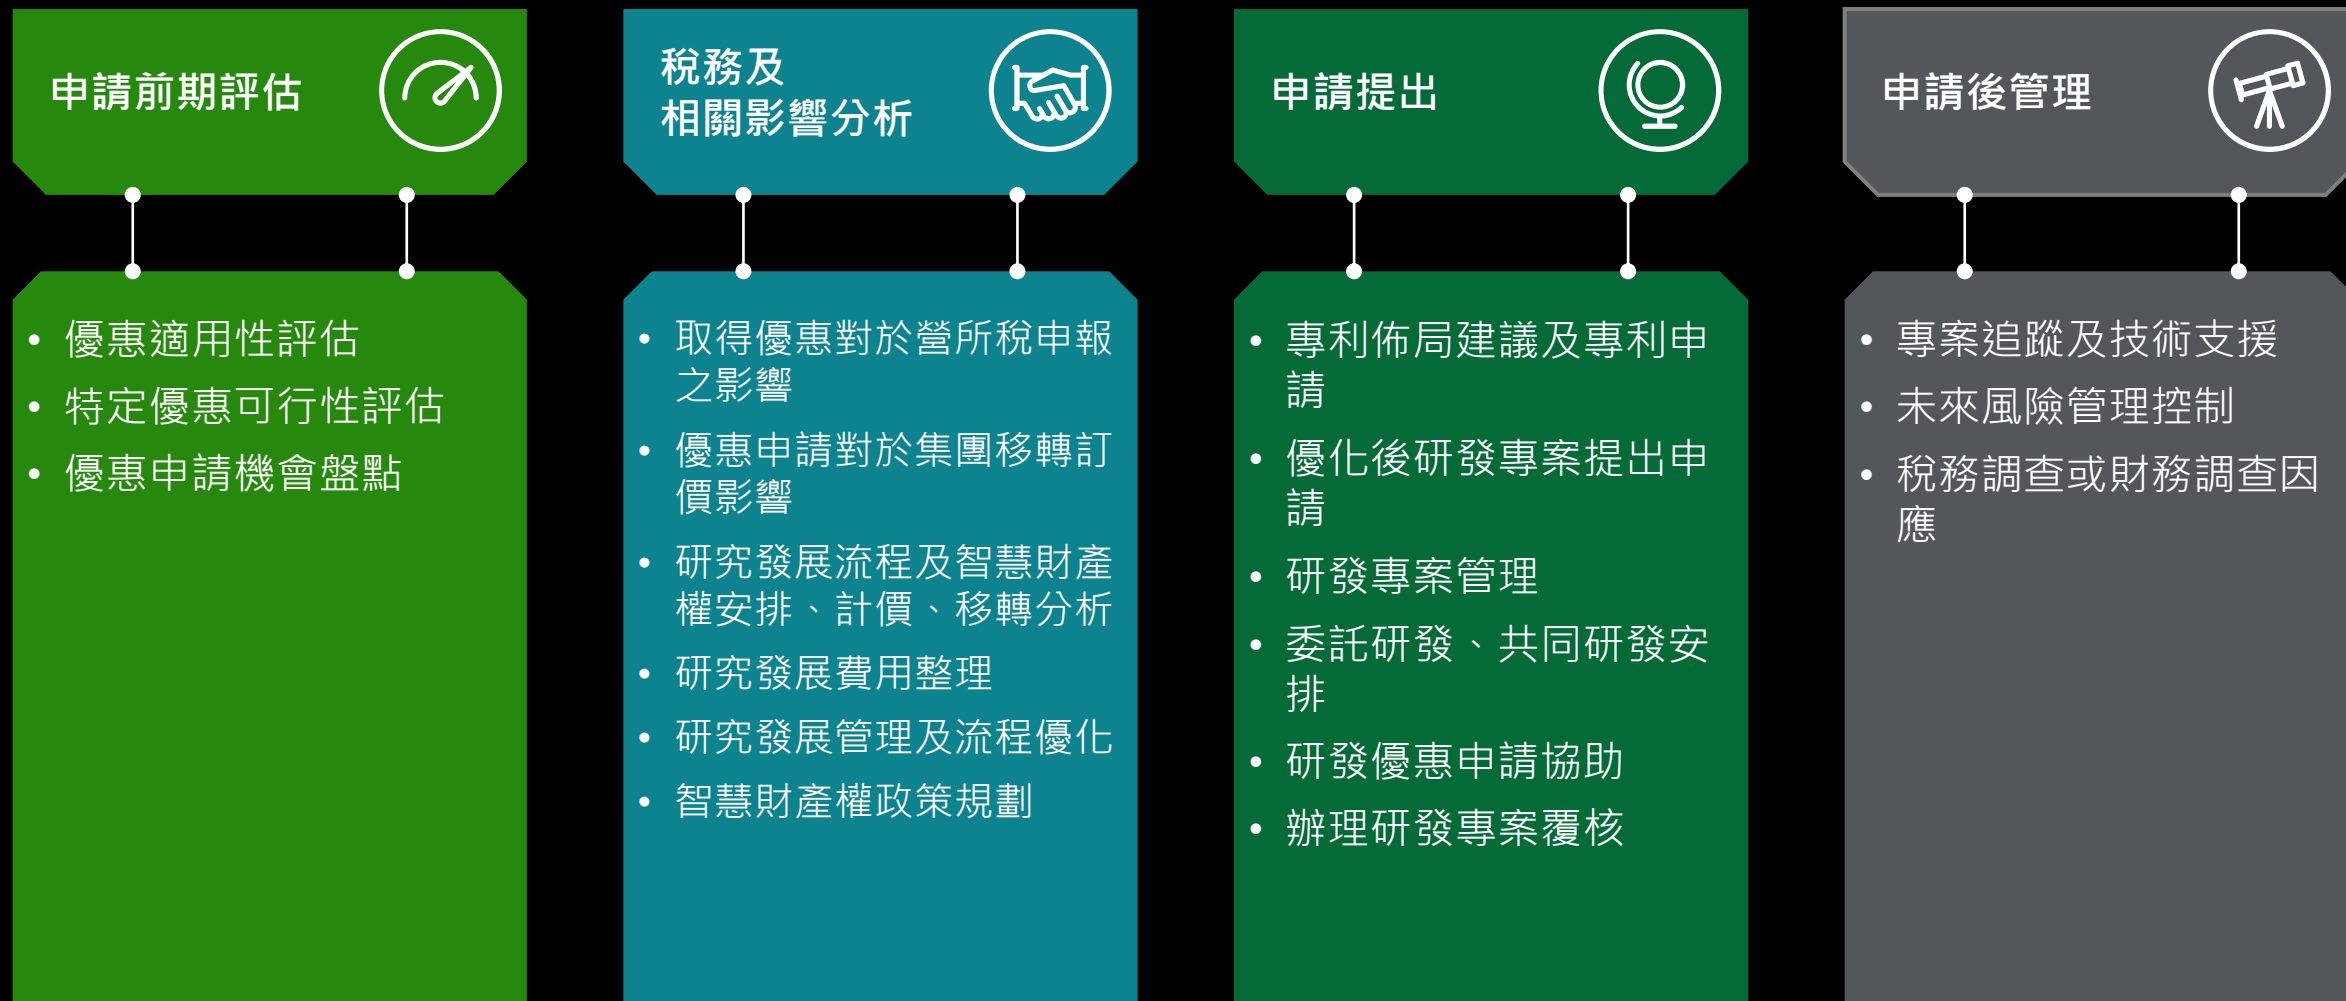 申請前期評估
• 優惠適用性評估
• 特定優惠可行性評估
• 優惠申請機會盤點
稅務及
相關影響分析
• 取得優惠對於營所稅申報
之影響
• 優惠申請對於集團移轉訂
價影響
• 研究發展流程及智慧財產
權安排、計價、移轉分析
• 研究發展費用整理
• 研究發展管理及流程優化
• 智慧財產權政策規劃
申請提出
• 專利佈局建議及專利申
請
• 優化後研發專案提出申
請
• 研發專案管理
• 委託研發、共同研發安
排
• 研發優惠申請協助
• 辦理研發專案覆核
申請後管理
• 專案追蹤及技術支援
• 未來風險管理控制
• 稅務調查或財務調查因
應